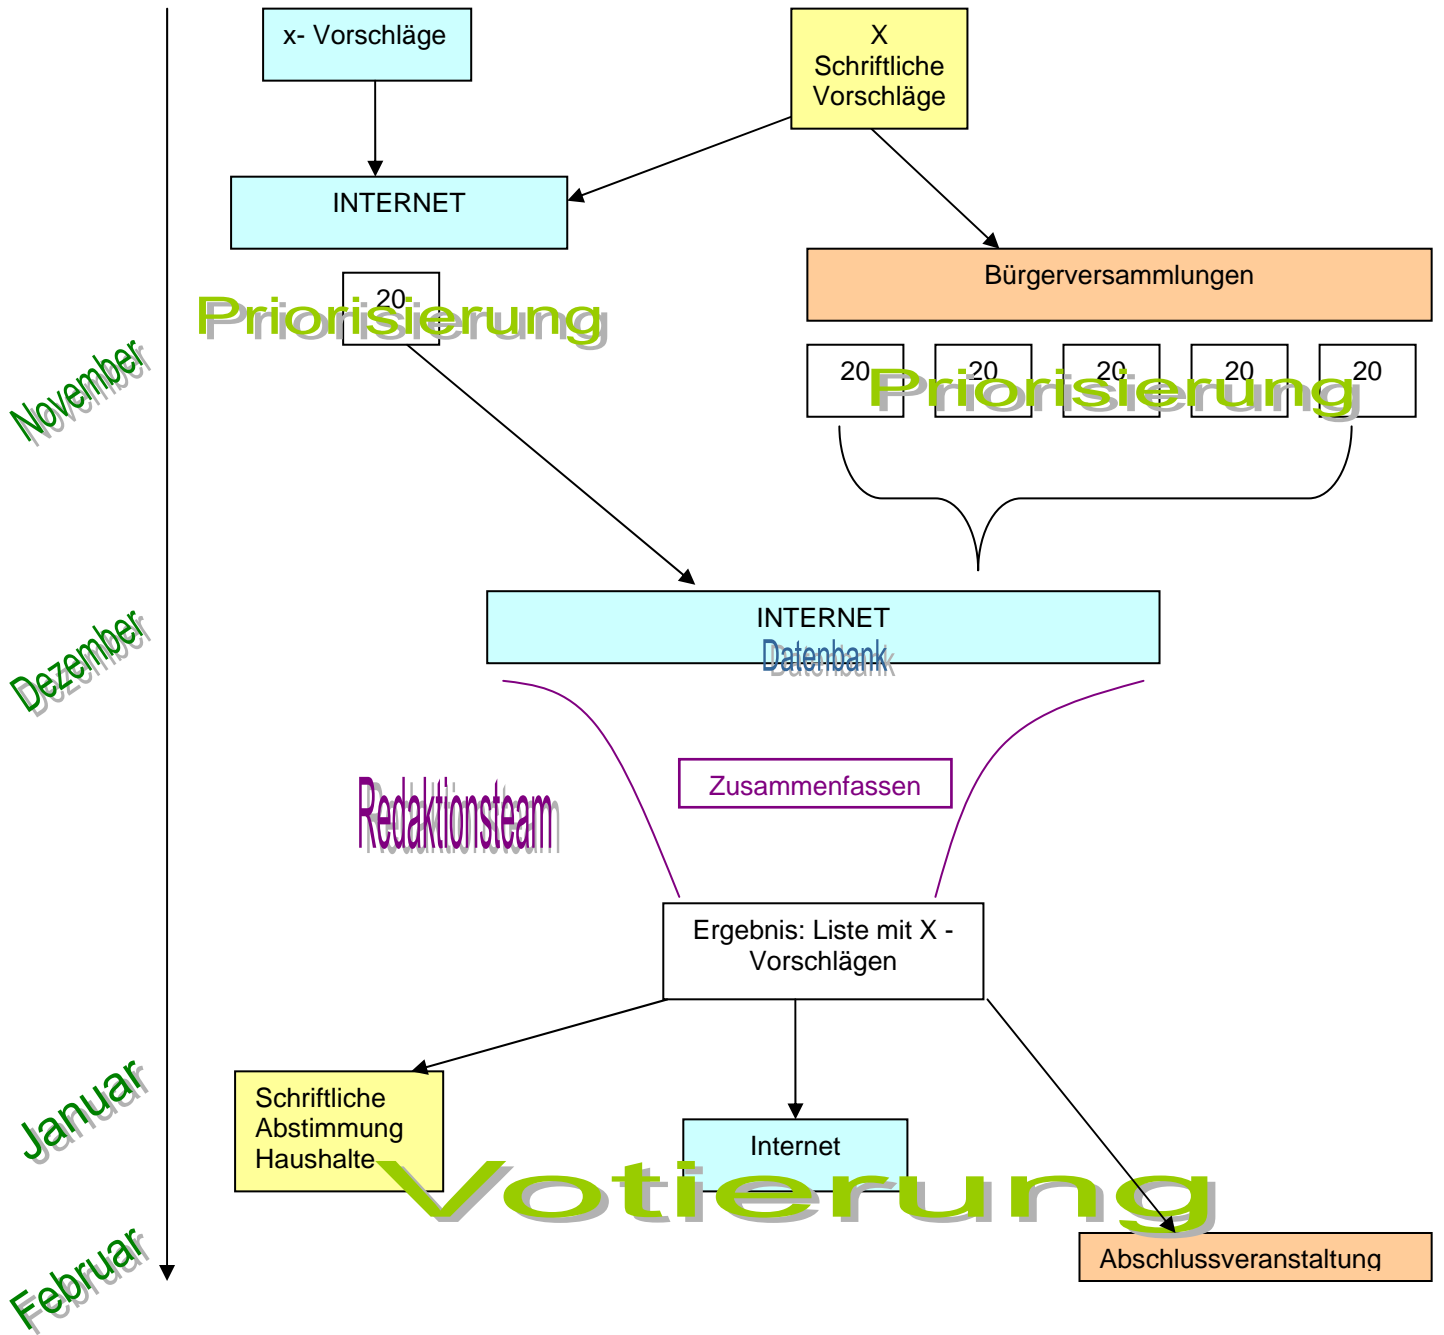 x- Vorschläge
X
Schriftliche
Vorschläge
INTERNET
Bürgerversammlungen
20
Priorisierung
20 20 20 20 20
Priorisierung
November
INTERNET
Datenbank
Dezember
Zusammenfassen
Redaktionsteam
Ergebnis: Liste mit X -
Vorschlägen
Januar
Schriftliche
Abstimmung
Haushalte
Internet
Votierung
Februar
Abschlussveranstaltung